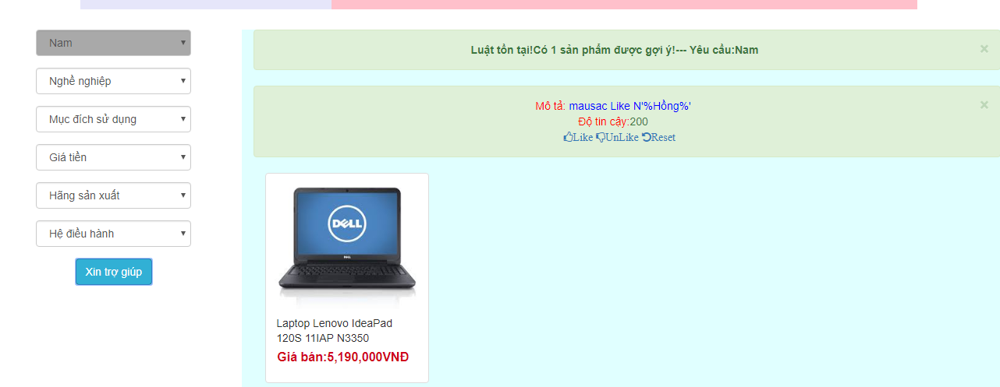 Nam
Nghề nghiệp
Mục đích sử dụng
Giá tiền
Hãng sản xuất
Hệ điều hành
Xin trợ giúp
Luật tồn tại!Có 1 sản phẩm được gợi ý!--- Yêu cầu:Nam
×
Mô tả: mausac Like N'%Hồng%'
×
Độ tin cậy:200
Like UnLike Reset
DELL
DELL
Laptop Lenovo IdeaPad
120S 11IAP N3350
Giá bán:5,190,000VNĐ